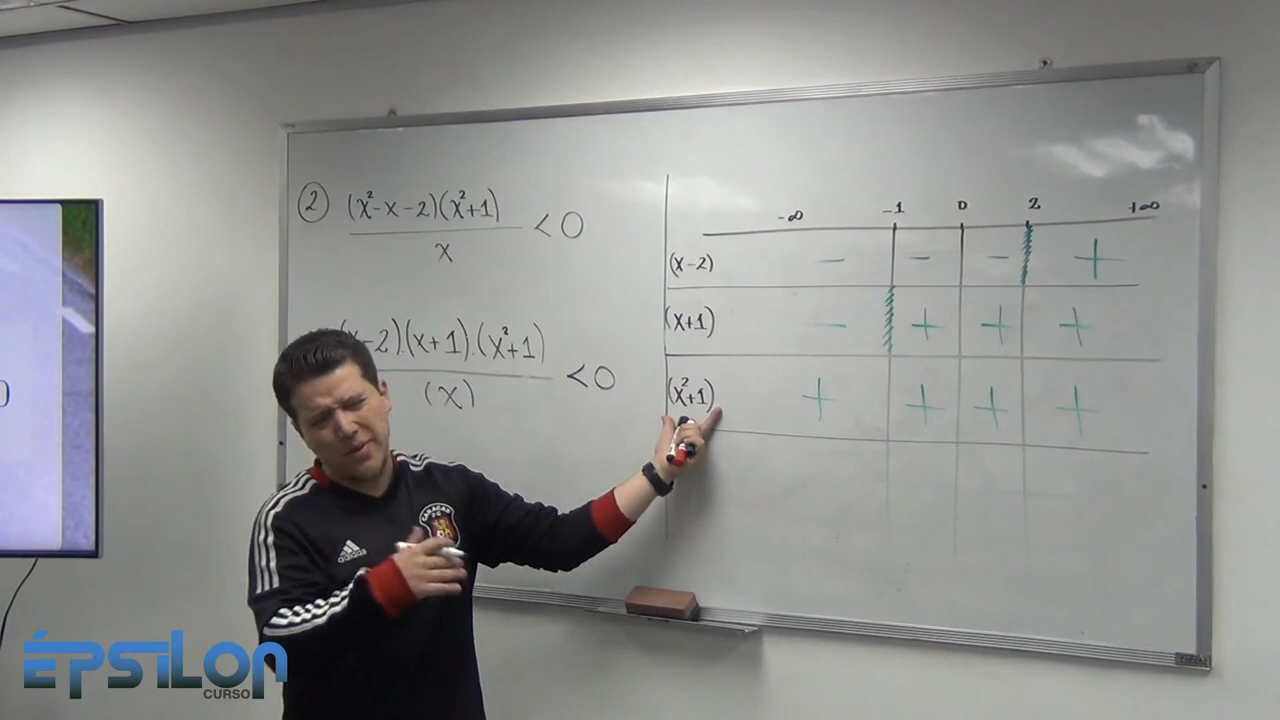 ② (x²-x-2)(x²+1)
x
<0
-2).(x+1).(x²+1)
(x)
<0
-∞ -1 0 2 +∞
(x-2) - - - +
(x+1) - + + +
(x²+1) + + + +
CARACAS
adidas
ÉPSILON
CURSO